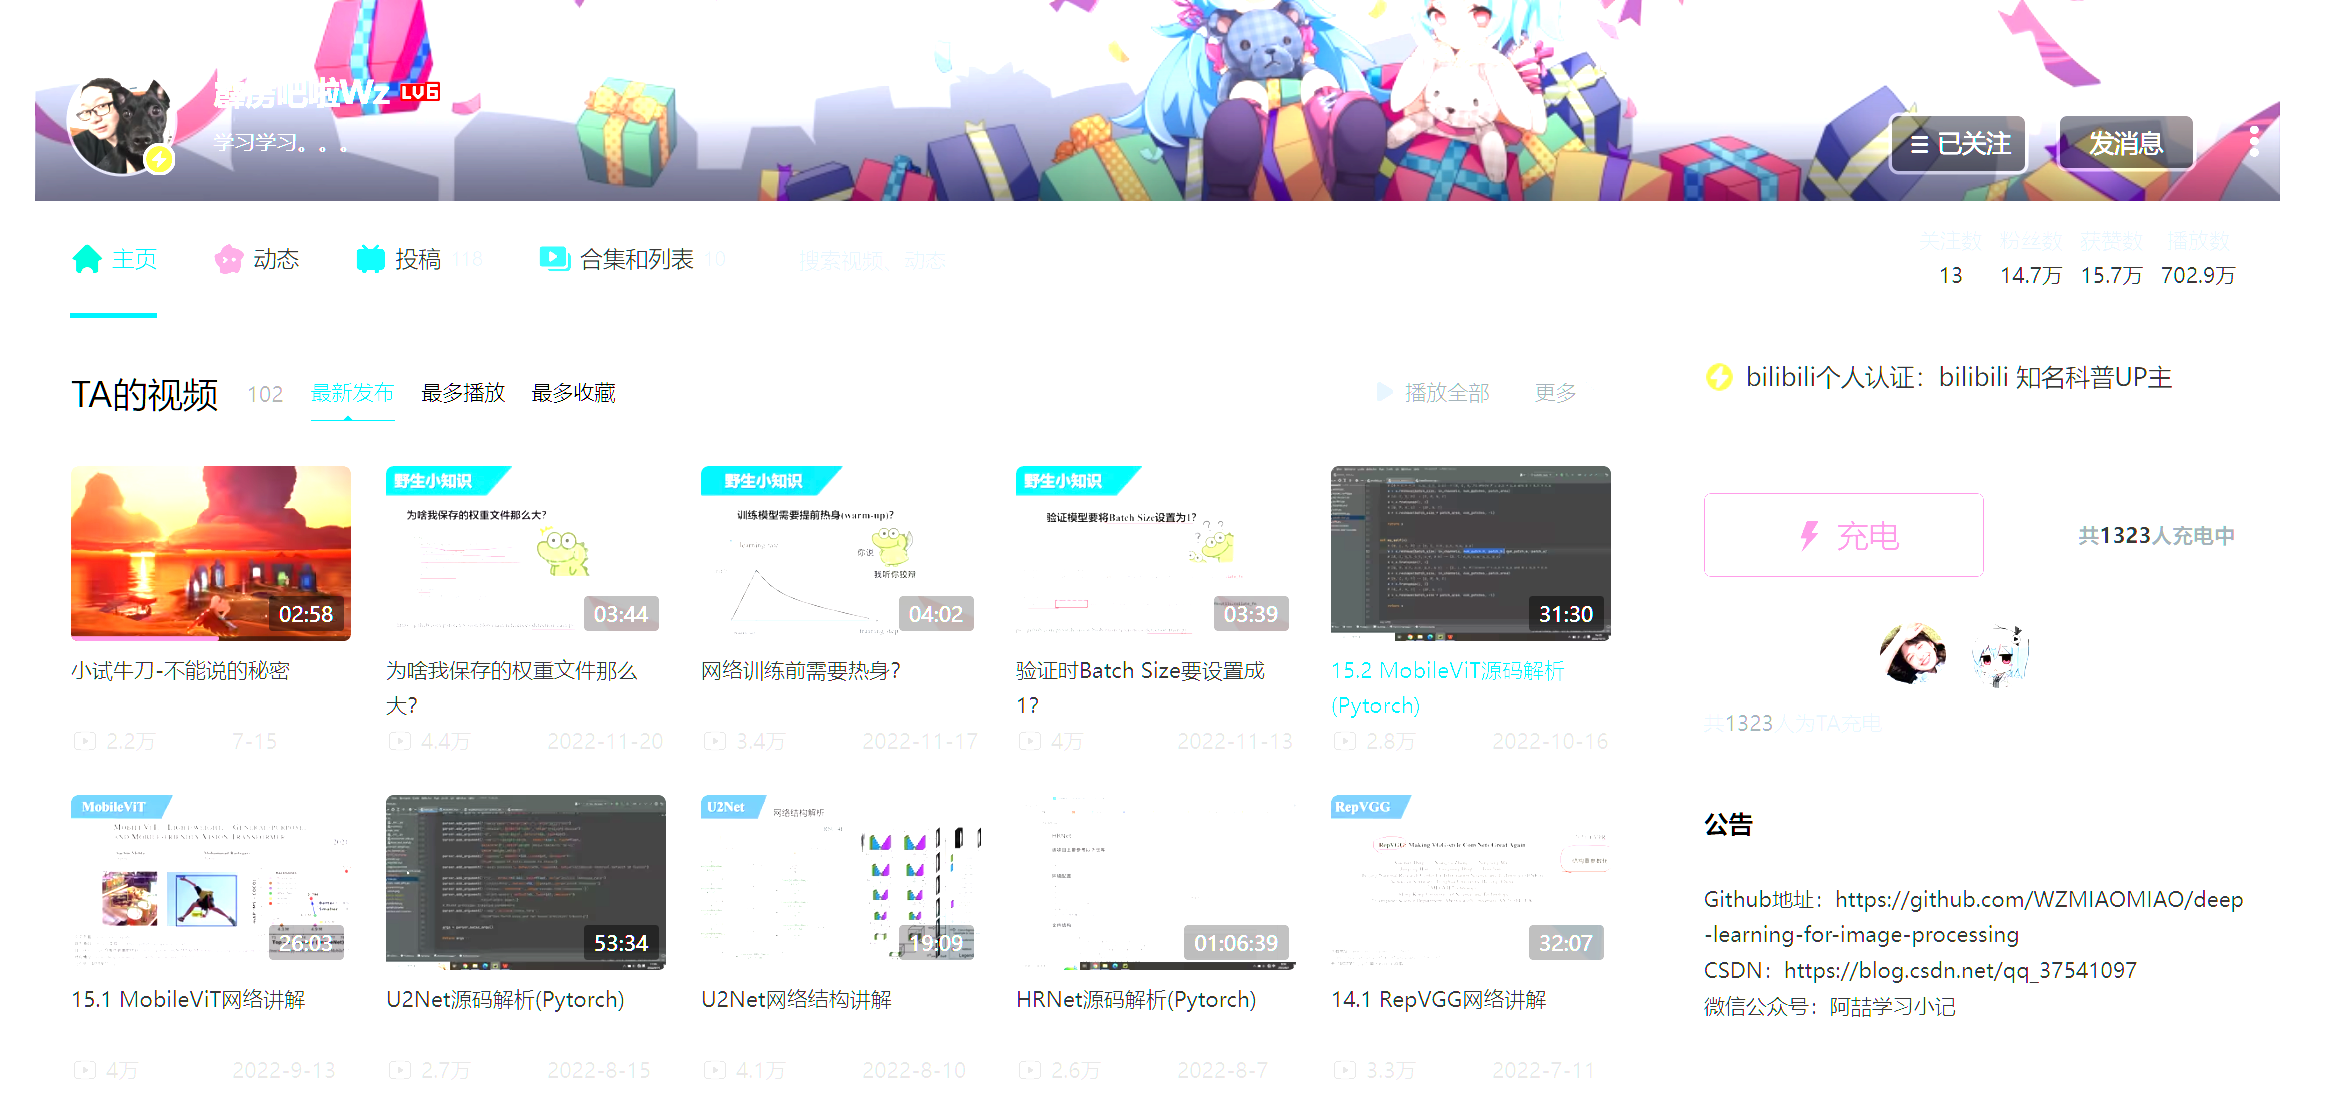 霹雳吧啦Wz LV6
学习学习。。。
已关注
发消息
主页
动态
投稿 118
合集和列表 10
搜索视频、动态
关注数 粉丝数 获赞数 播放数
13 14.7万 15.7万 702.9万
TA的视频 102 最新发布 最多播放 最多收藏
播放全部 更多
bilibili个人认证：bilibili 知名科普UP主
02:58
小试牛刀-不能说的秘密
2.2万 7-15
野生小知识
为啥我保存的权重文件那么大?
03:44
为啥我保存的权重文件那么
大?
4.4万 2022-11-20
野生小知识
训练模型需要提前热身(warm-up)?
learning rate
你说
我听你狡辩
04:02
网络训练前需要热身?
3.4万 2022-11-17
野生小知识
验证模型要将Batch Size设置为1?
03:39
验证时Batch Size要设置成
1?
4万 2022-11-13
31:30
15.2 MobileViT源码解析
(Pytorch)
2.8万 2022-10-16
充电
共1323人充电中
共1323人为TA充电
MobileViT
26:03
15.1 MobileViT网络讲解
4万 2022-9-13
53:34
U2Net源码解析(Pytorch)
2.7万 2022-8-15
U2Net
网络结构解析
19:09
U2Net网络结构讲解
4.1万 2022-8-10
01:06:39
HRNet源码解析(Pytorch)
2.6万 2022-8-7
RepVGG
RepVGG: Making VGG-style ConvNets Great Again
32:07
14.1 RepVGG网络讲解
3.3万 2022-7-11
公告
Github地址：https://github.com/WZMIAOMIAO/deep
-learning-for-image-processing
CSDN：https://blog.csdn.net/qq_37541097
微信公众号：阿喆学习小记